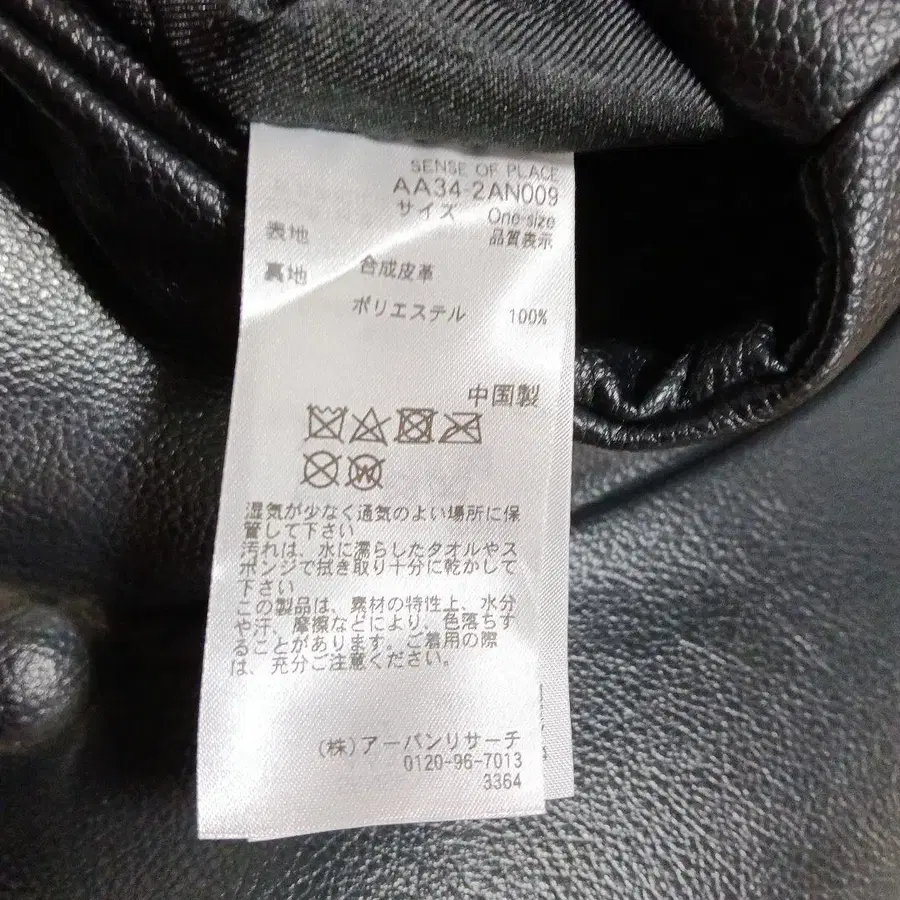 SENSE OF PLACE
AA34-2AN009
サイズ One-size
品質表示
表地
合成皮革
裏地
ポリエステル 100%
中国製
湿気が少なく通気のよい場所に保
管して下さい
汚れは、水に濡らしたタオルやス
ポンジで拭き取り十分に乾かして
下さい
この製品は、素材の特性上、水分
や汗、摩擦などにより、色落ちす
ることがあります。ご着用の際
は、充分ご注意ください。
(株)アーバンリサーチ
0120-96-7013
3364